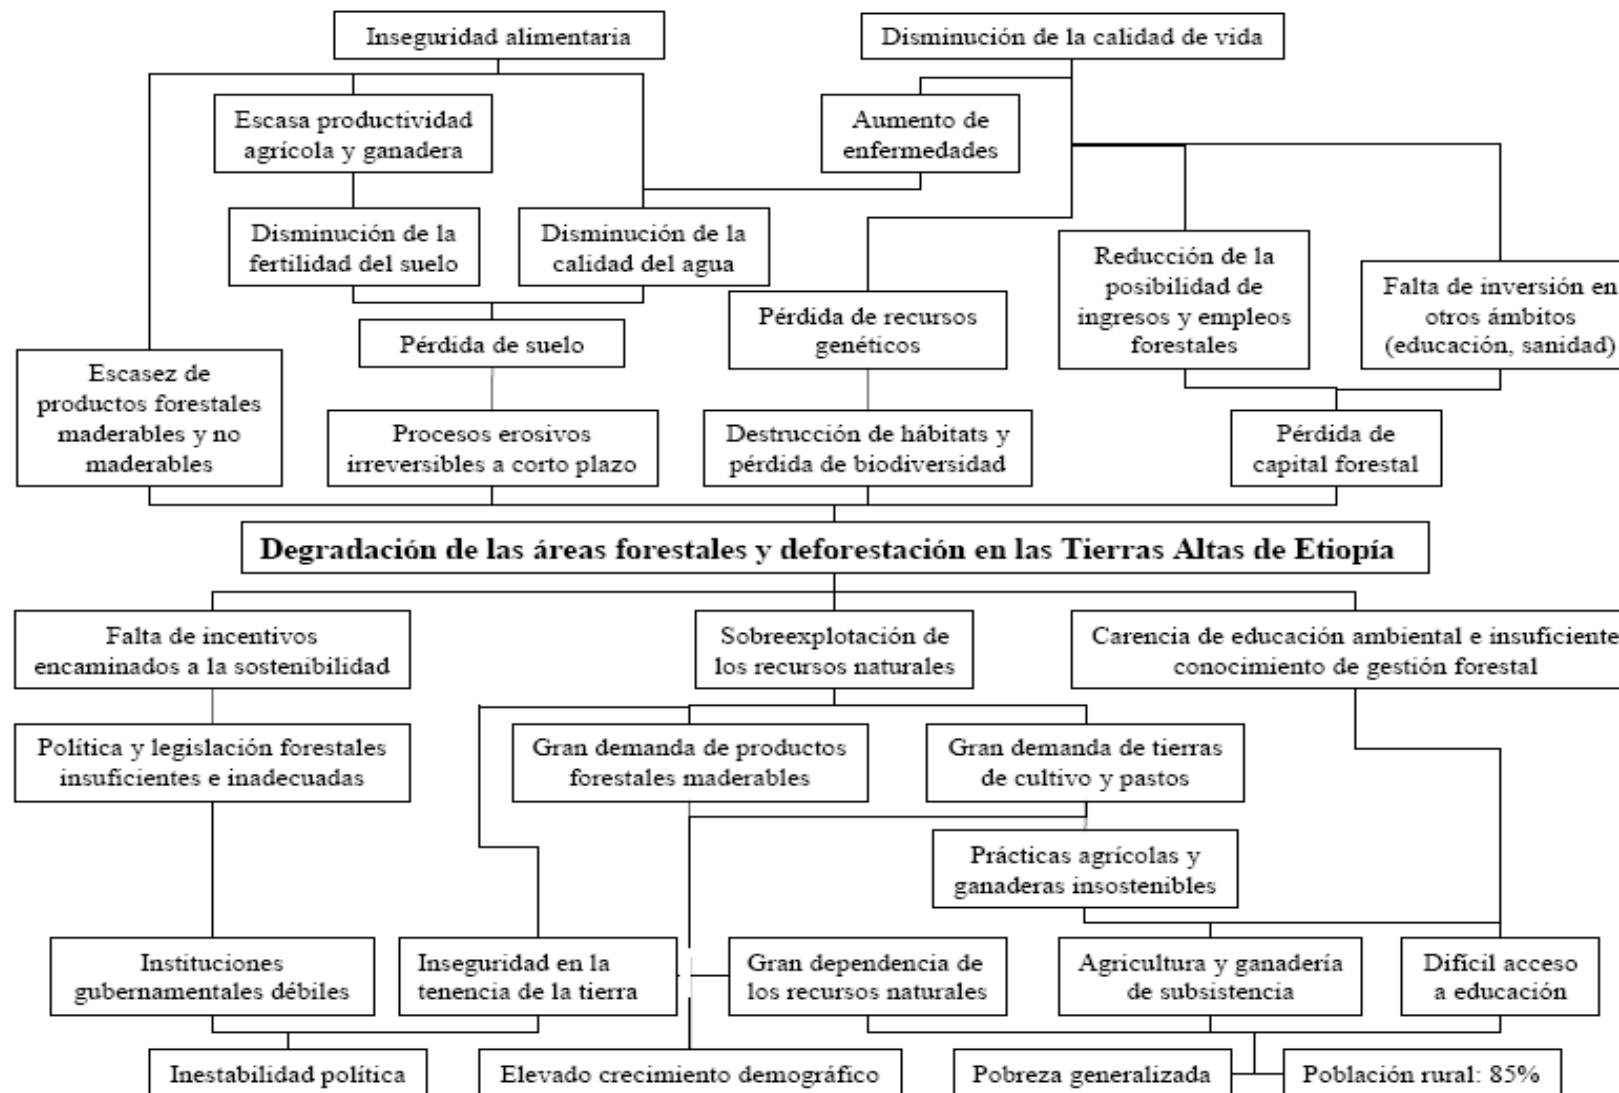 Inseguridad alimentaria
Disminución de la calidad de vida
Escasa productividad
agrícola y ganadera
Aumento de
enfermedades
Disminución de la
fertilidad del suelo
Disminución de la
calidad del agua
Reducción de la
posibilidad de
ingresos y empleos
forestales
Falta de inversión en
otros ámbitos
(educación, sanidad)
Pérdida de recursos
genéticos
Pérdida de suelo
Escasez de
productos forestales
maderables y no
maderables
Procesos erosivos
irreversibles a corto plazo
Destrucción de hábitats y
pérdida de biodiversidad
Pérdida de
capital forestal
Degradación de las áreas forestales y deforestación en las Tierras Altas de Etiopía
Falta de incentivos
encaminados a la sostenibilidad
Sobreexplotación de
los recursos naturales
Carencia de educación ambiental e insuficiente
conocimiento de gestión forestal
Política y legislación forestales
insuficientes e inadecuadas
Gran demanda de productos
forestales maderables
Gran demanda de tierras
de cultivo y pastos
Prácticas agrícolas y
ganaderas insostenibles
Instituciones
gubernamentales débiles
Inseguridad en la
tenencia de la tierra
Gran dependencia de
los recursos naturales
Agricultura y ganadería
de subsistencia
Difícil acceso
a educación
Inestabilidad política
Elevado crecimiento demográfico
Pobreza generalizada
Población rural: 85%